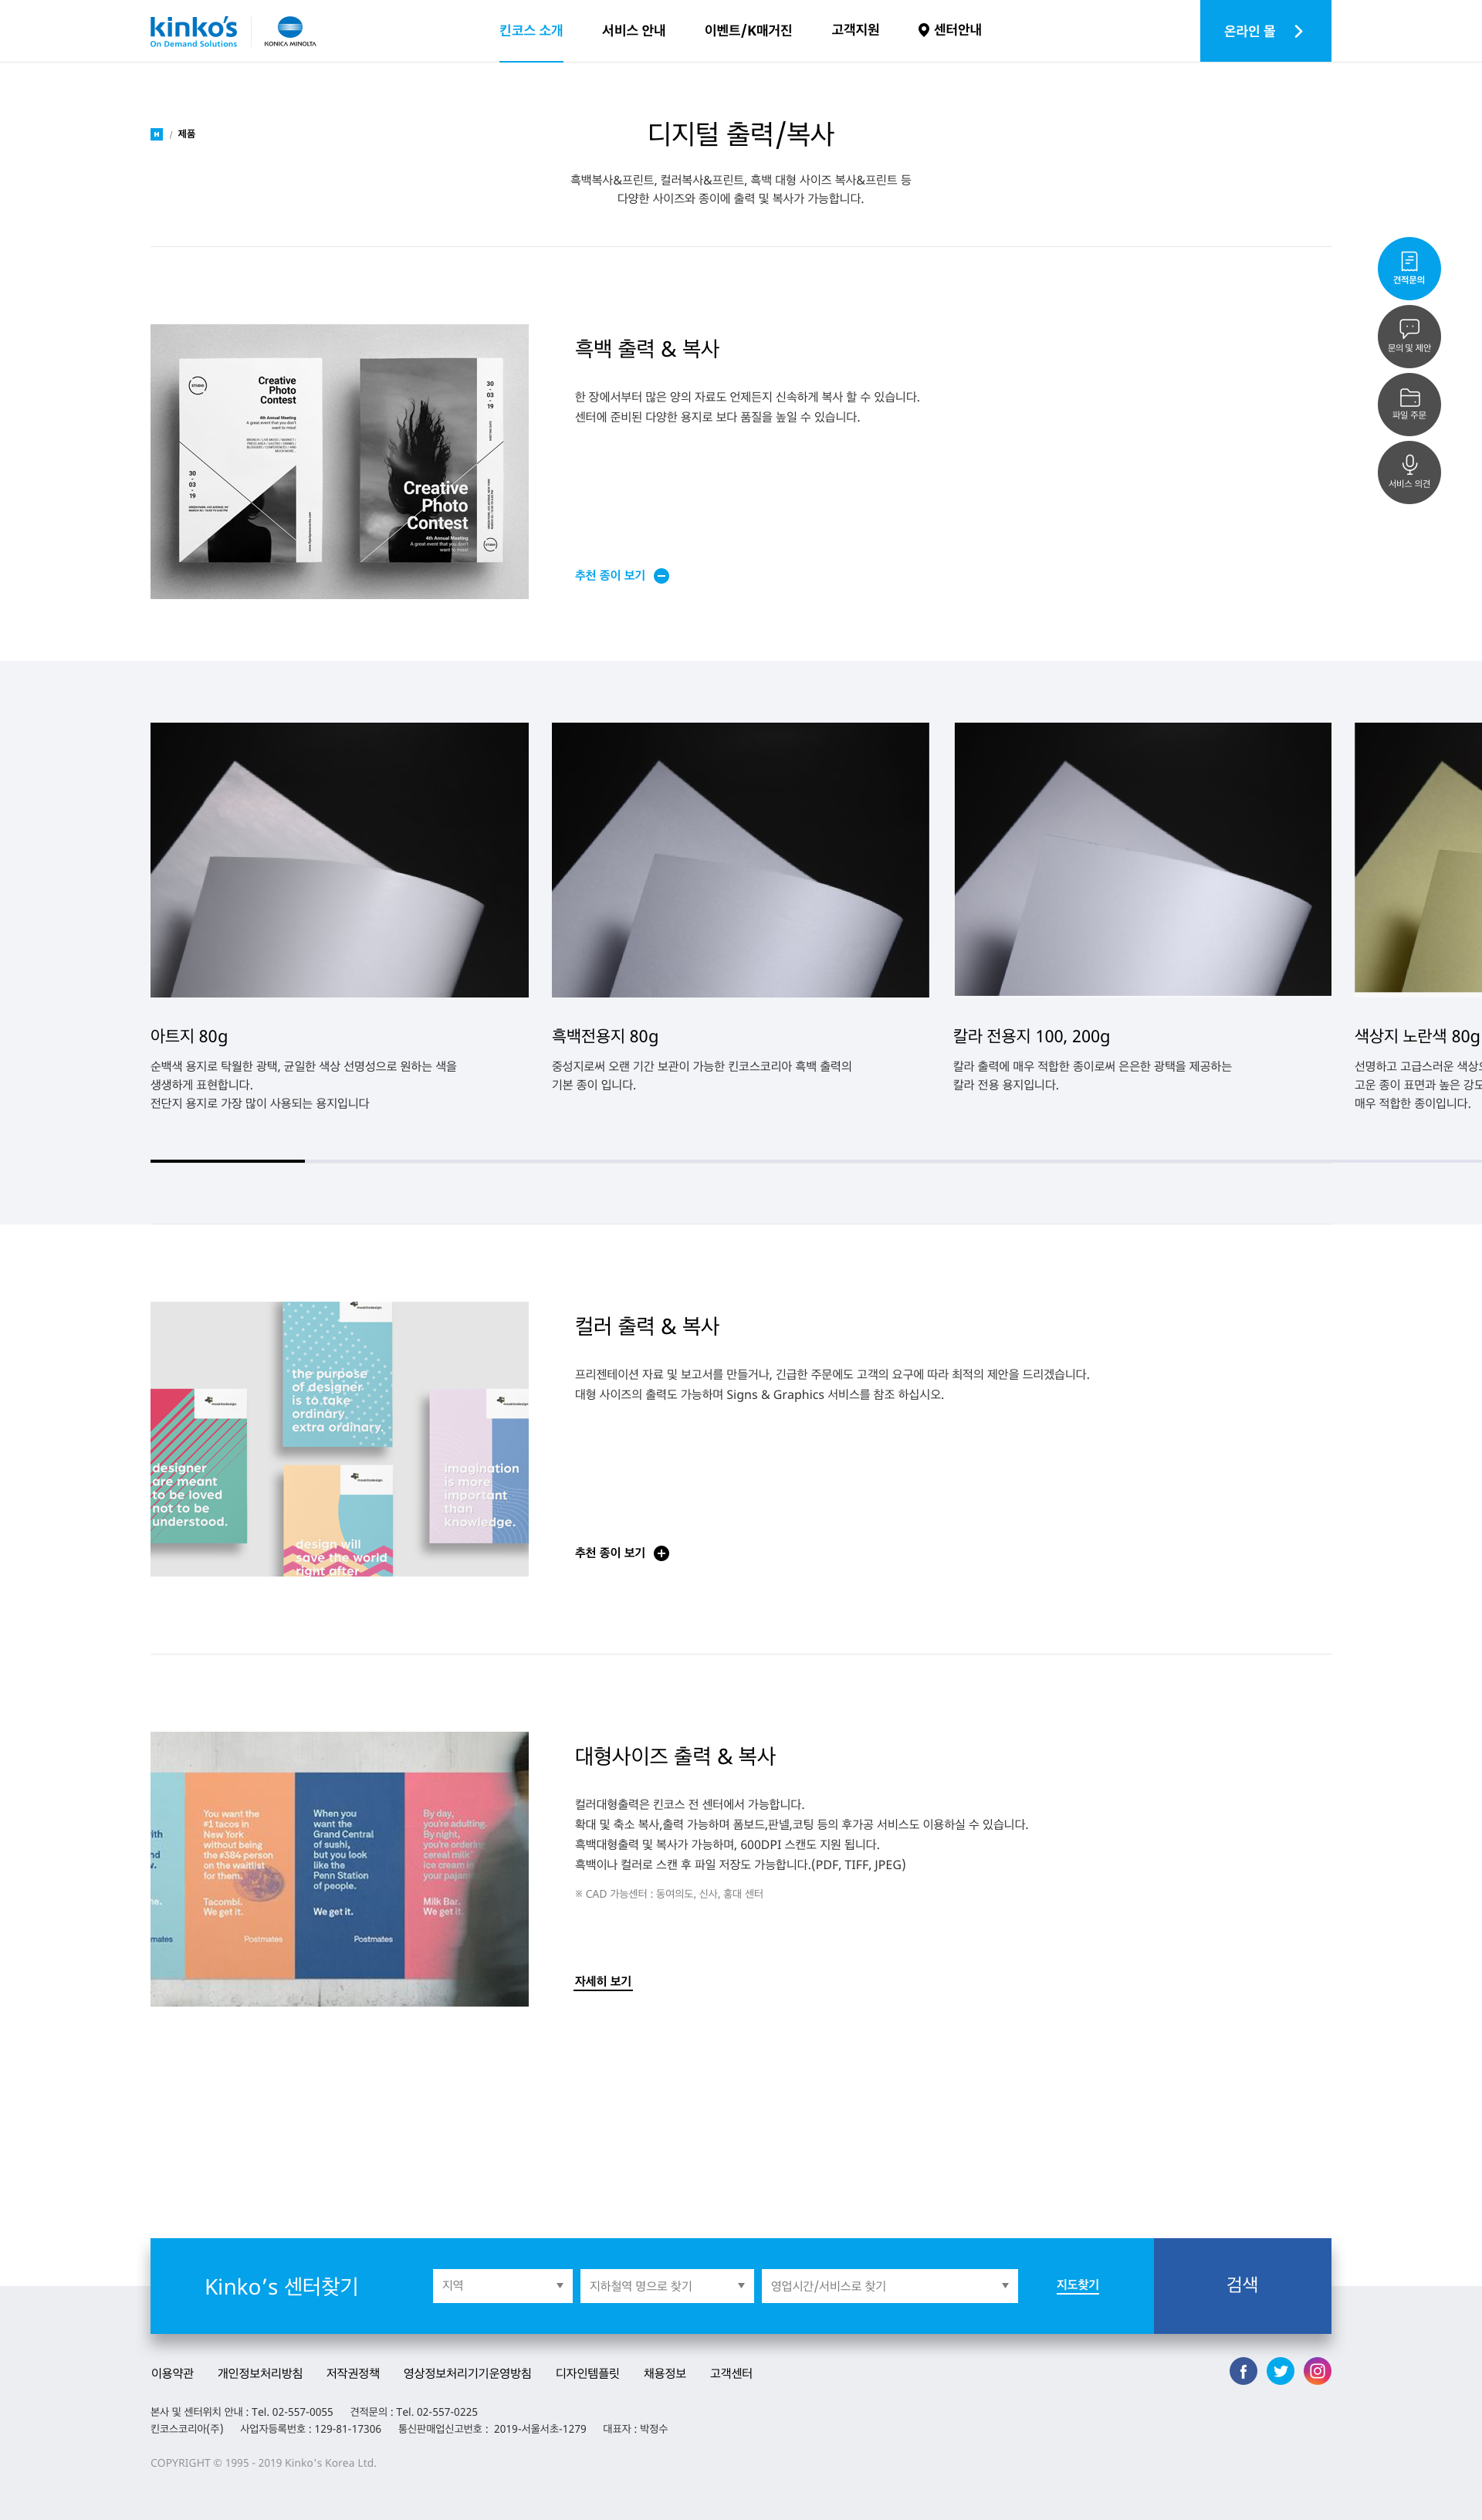 kinko's
On Demand Solutions
KONICA MINOLTA
킨코스 소개
서비스 안내
이벤트/K매거진
고객지원
센터안내
온라인 몰
H / 제품
디지털 출력/복사
흑백복사&프린트, 컬러복사&프린트, 흑백 대형 사이즈 복사&프린트 등
다양한 사이즈와 종이에 출력 및 복사가 가능합니다.
견적문의
문의 및 제안
파일 주문
서비스 의견
STUDIO
Creative
Photo
Contest
4th Annual Meeting
A great event that you don't
want to miss!
30
-
03
-
19
Creative
Photo
Contest
4th Annual Meeting
A great event that you don't
want to miss!
30
-
03
-
19
STUDIO
흑백 출력 & 복사
한 장에서부터 많은 양의 자료도 언제든지 신속하게 복사 할 수 있습니다.
센터에 준비된 다양한 용지로 보다 품질을 높일 수 있습니다.
추천 종이 보기
아트지 80g
순백색 용지로 탁월한 광택, 균일한 색상 선명성으로 원하는 색을
생생하게 표현합니다.
전단지 용지로 가장 많이 사용되는 용지입니다
흑백전용지 80g
중성지로써 오랜 기간 보관이 가능한 킨코스코리아 흑백 출력의
기본 종이 입니다.
칼라 전용지 100, 200g
칼라 출력에 매우 적합한 종이로써 은은한 광택을 제공하는
칼라 전용 용지입니다.
색상지 노란색 80g
선명하고 고급스러운 색상으
고운 종이 표면과 높은 강도
매우 적합한 종이입니다.
the purpose
of designer
is to take
ordinary
extra ordinary.
designer
are meant
to be loved
not to be
understood.
imagination
is more
important
than
knowledge.
design will
save the world
right after
컬러 출력 & 복사
프리젠테이션 자료 및 보고서를 만들거나, 긴급한 주문에도 고객의 요구에 따라 최적의 제안을 드리겠습니다.
대형 사이즈의 출력도 가능하며 Signs & Graphics 서비스를 참조 하십시오.
추천 종이 보기
You want the
#1 tacos in
New York
without being
the #384 person
on the waitlist
for them.
Tacombi.
We get it.
Postmates
When you
want the
Grand Central
of sushi,
but you look
like the
Penn Station
of people.
We get it.
Postmates
By day,
you're adulting.
By night,
you're ordering
cereal milk
ice cream in
your pajamas
Milk Bar.
We get it.
Postmates
대형사이즈 출력 & 복사
컬러대형출력은 킨코스 전 센터에서 가능합니다.
확대 및 축소 복사,출력 가능하며 폼보드,판넬,코팅 등의 후가공 서비스도 이용하실 수 있습니다.
흑백대형출력 및 복사가 가능하며, 600DPI 스캔도 지원 됩니다.
흑백이나 컬러로 스캔 후 파일 저장도 가능합니다.(PDF, TIFF, JPEG)
※ CAD 가능센터 : 동여의도, 신사, 홍대 센터
자세히 보기
Kinko's 센터찾기
지역
지하철역 명으로 찾기
영업시간/서비스로 찾기
지도찾기
검색
이용약관 개인정보처리방침 저작권정책 영상정보처리기기운영방침 디자인템플릿 채용정보 고객센터
본사 및 센터위치 안내 : Tel. 02-557-0055 견적문의 : Tel. 02-557-0225
킨코스코리아(주) 사업자등록번호 : 129-81-17306 통신판매업신고번호 : 2019-서울서초-1279 대표자 : 박정수
COPYRIGHT © 1995 - 2019 Kinko's Korea Ltd.